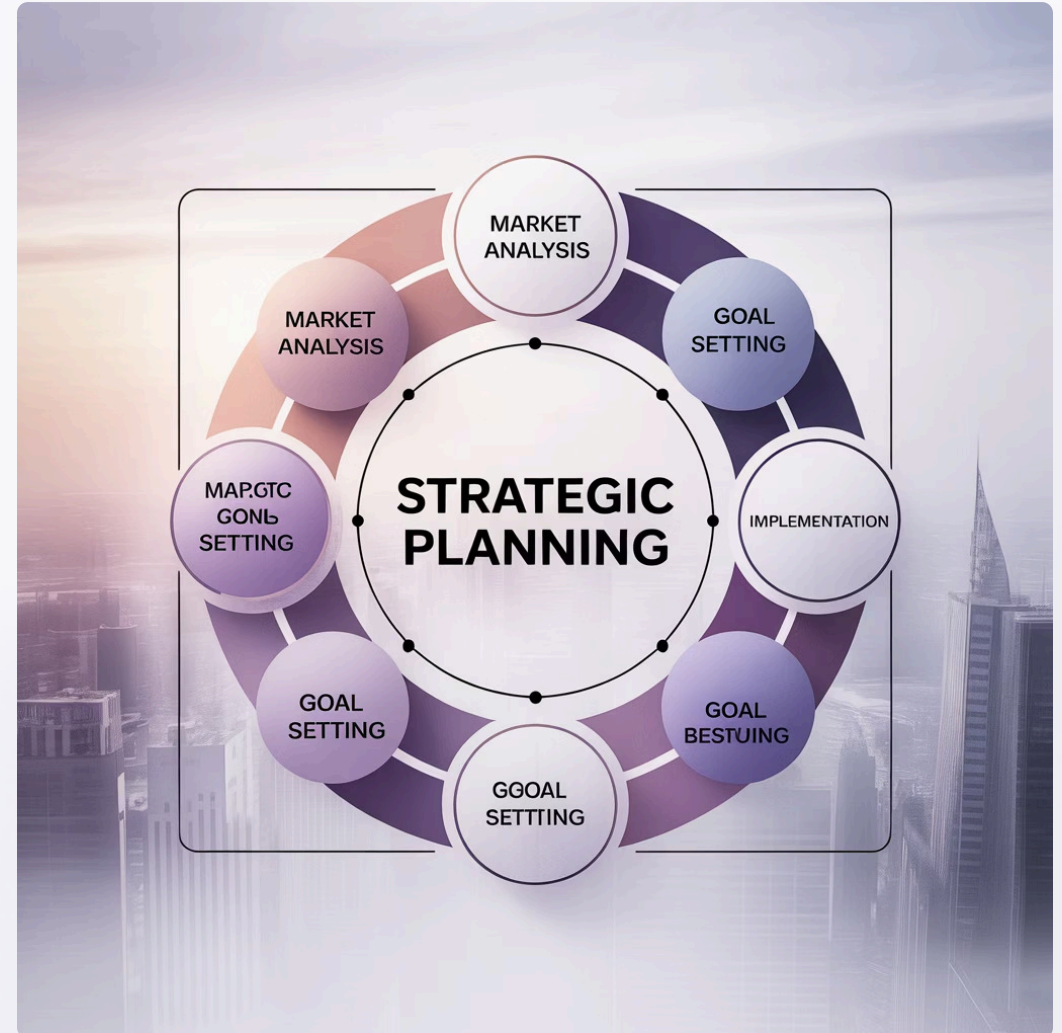 MARKET
ANALYSIS
MARKET
ANALYSIS
GOAL
SETTING
STRATEGIC
PLANNING
IMPLEMENTATION
SETTING
GOAL
SETTING
GOAL
GGOAL
SETTTING